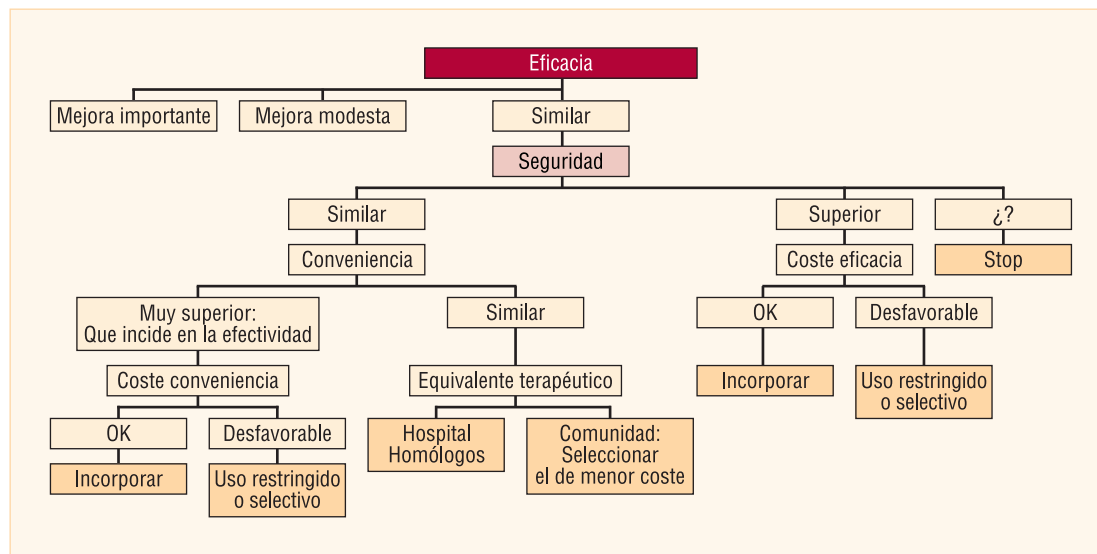 Eficacia
Mejora importante
Mejora modesta
Similar
Seguridad
Similar
Superior
¿?
Conveniencia
Coste eficacia
Stop
Muy superior:
Que incide en la efectividad
Similar
OK
Desfavorable
Coste conveniencia
Equivalente terapéutico
Incorporar
Uso restringido
o selectivo
OK
Desfavorable
Hospital
Homólogos
Comunidad:
Seleccionar
el de menor coste
Incorporar
Uso restringido
o selectivo